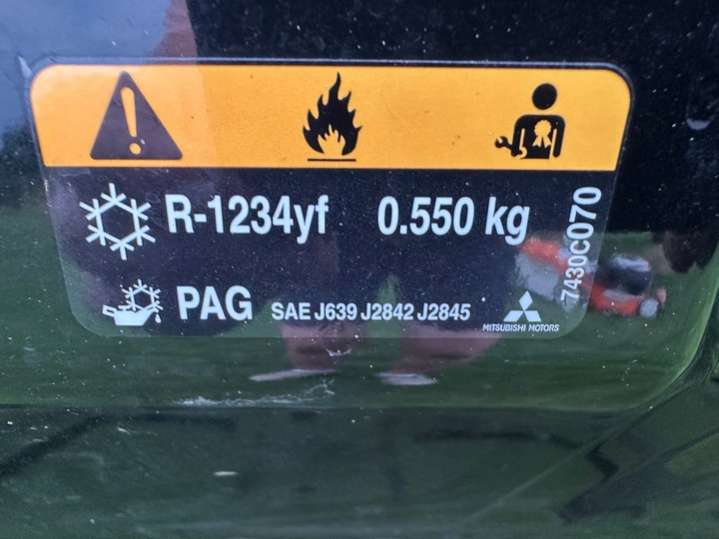 R-1234yf 0.550 kg
PAG SAE J639 J2842 J2845
MITSUBISHI MOTORS
7430C070